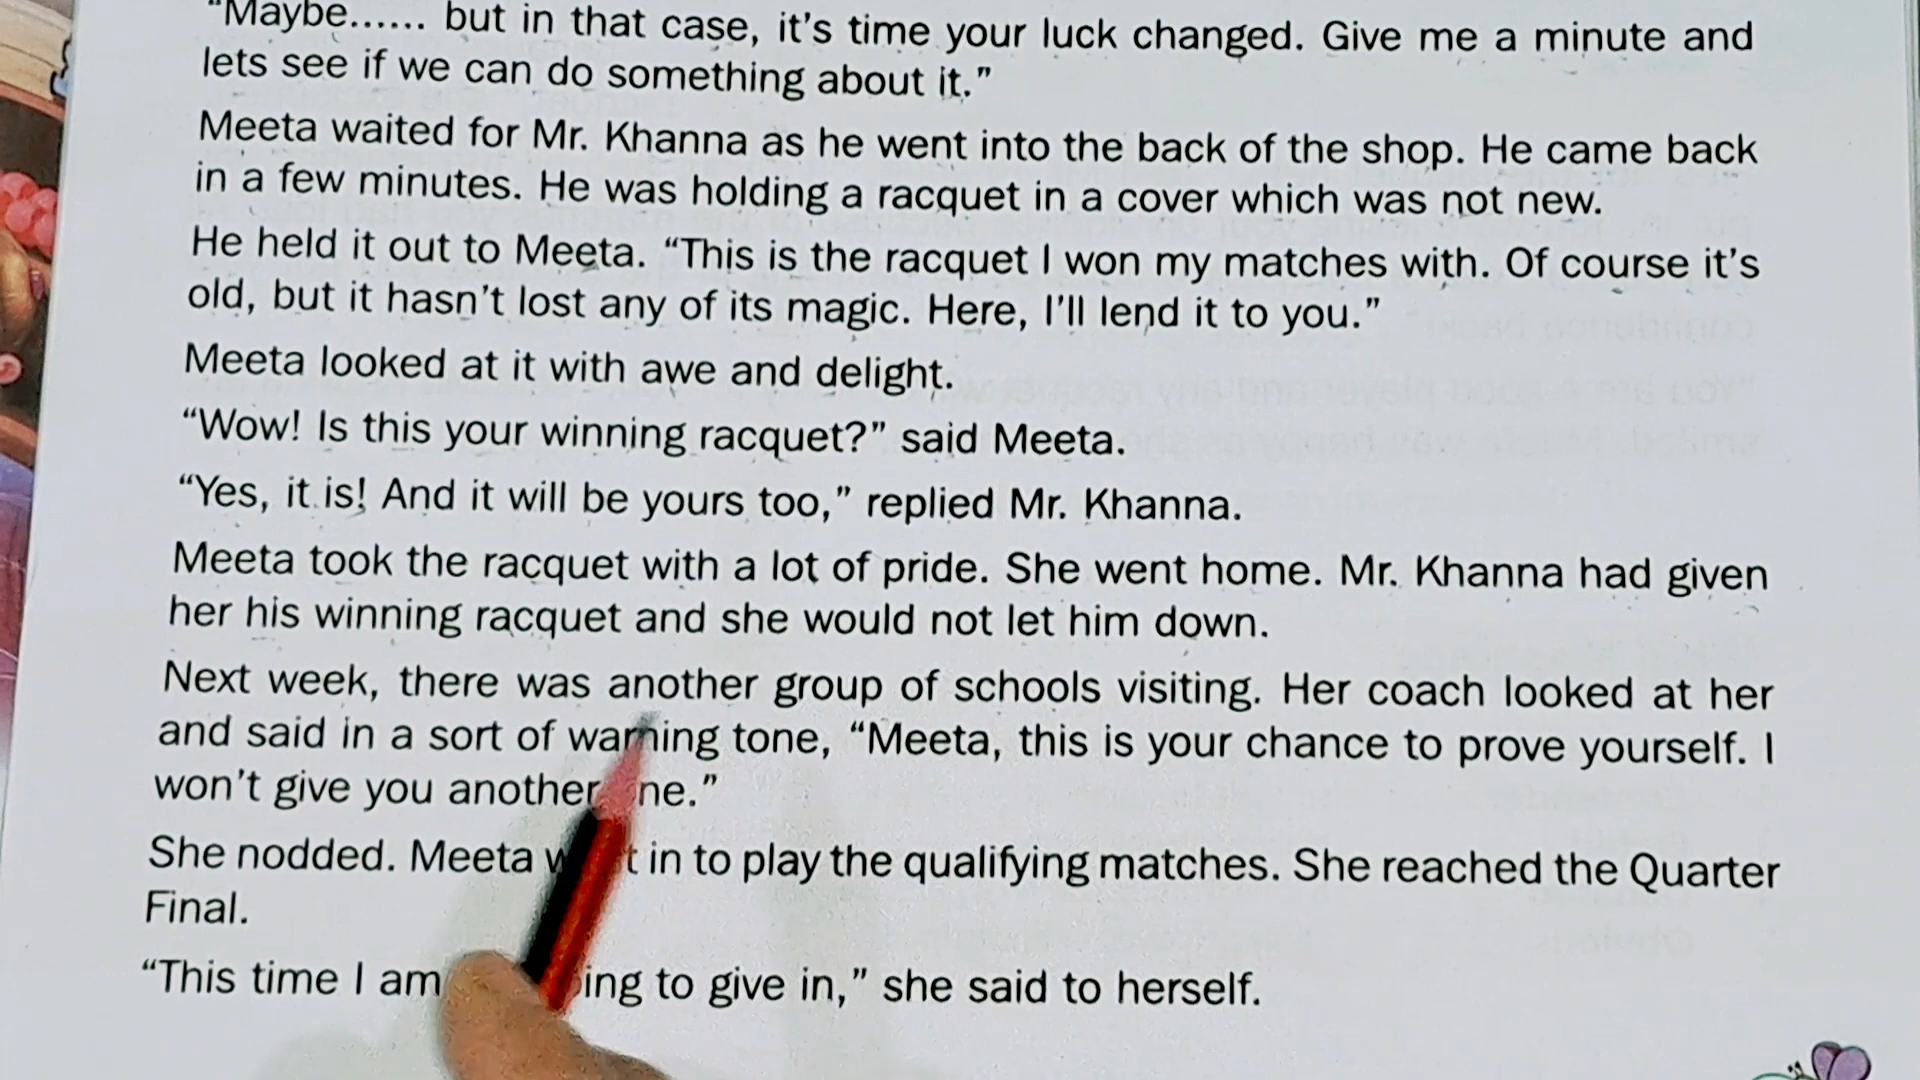 “Maybe...... but in that case, it’s time your luck changed. Give me a minute and
lets see if we can do something about it.”
Meeta waited for Mr. Khanna as he went into the back of the shop. He came back
in a few minutes. He was holding a racquet in a cover which was not new.
He held it out to Meeta. “This is the racquet I won my matches with. Of course it’s
old, but it hasn’t lost any of its magic. Here, I’ll lend it to you.”
Meeta looked at it with awe and delight.
“Wow! Is this your winning racquet?” said Meeta.
“Yes, it is! And it will be yours too,” replied Mr. Khanna.
Meeta took the racquet with a lot of pride. She went home. Mr. Khanna had given
her his winning racquet and she would not let him down.
Next week, there was another group of schools visiting. Her coach looked at her
and said in a sort of warning tone, “Meeta, this is your chance to prove yourself. I
won’t give you another ne.”
She nodded. Meeta w t in to play the qualifying matches. She reached the Quarter
Final.
“This time I am ing to give in,” she said to herself.